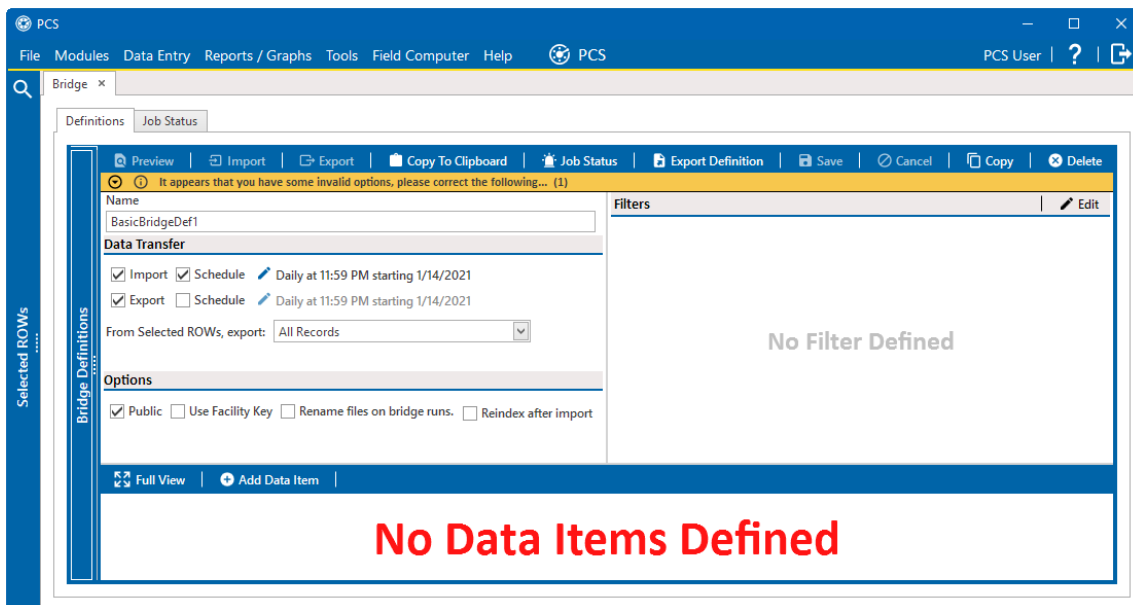 PCS
File Modules Data Entry Reports / Graphs Tools Field Computer Help PCS PCS User | ? |
Bridge ×
Definitions Job Status
Preview | Import | Export | Copy To Clipboard | Job Status | Export Definition | Save | Cancel | Copy | Delete
It appears that you have some invalid options, please correct the following... (1)
Name
BasicBridgeDef1
Data Transfer
Import Schedule Daily at 11:59 PM starting 1/14/2021
Export Schedule Daily at 11:59 PM starting 1/14/2021
From Selected ROWs, export: All Records
Options
Public Use Facility Key Rename files on bridge runs. Reindex after import
Filters | Edit
No Filter Defined
Selected ROWs
Bridge Definitions
Full View | Add Data Item |
No Data Items Defined